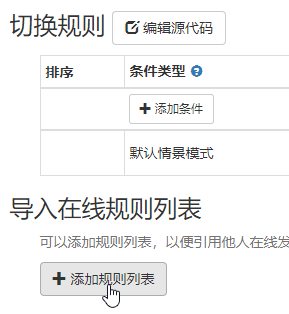 切换规则 编辑源代码
排序 条件类型
添加条件
默认情景模式
导入在线规则列表
可以添加规则列表，以便引用他人在线发
添加规则列表